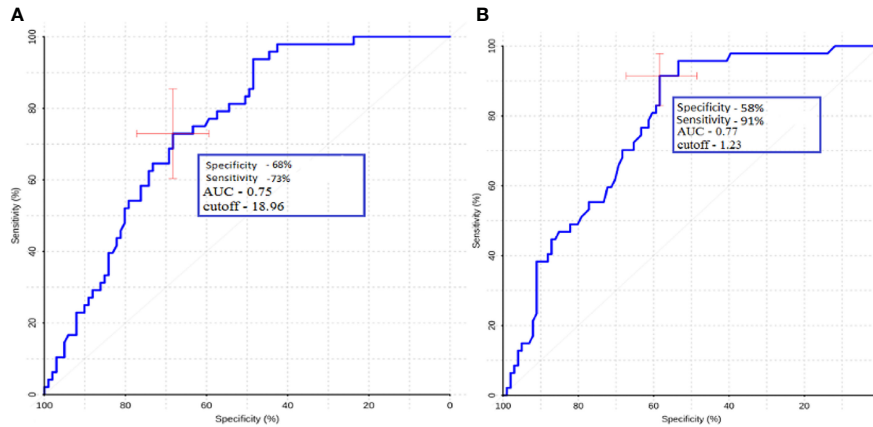 A
100
80
60
40
20
0
Sensitivity (%)
Specificity - 68%
Sensitivity -73%
AUC - 0.75
cutoff - 18.96
100
80
60
40
20
0
Specificity (%)
B
100
80
60
40
20
0
Sensitivity (%)
Specificity - 58%
Sensitivity - 91%
AUC - 0.77
cutoff - 1.23
100
80
60
40
20
Specificity (%)